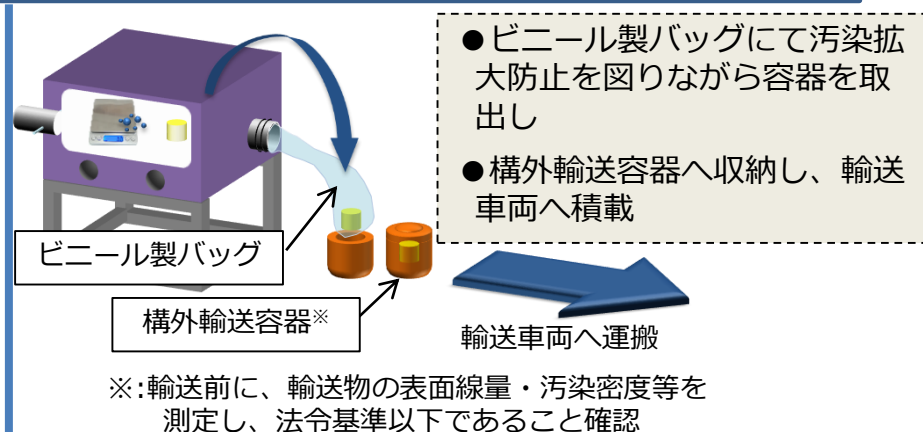 ●ビニール製バッグにて汚染拡
大防止を図りながら容器を取
出し
●構外輸送容器へ収納し、輸送
車両へ積載
ビニール製バッグ
構外輸送容器※
輸送車両へ運搬
※:輸送前に、輸送物の表面線量・汚染密度等を
測定し、法令基準以下であること確認